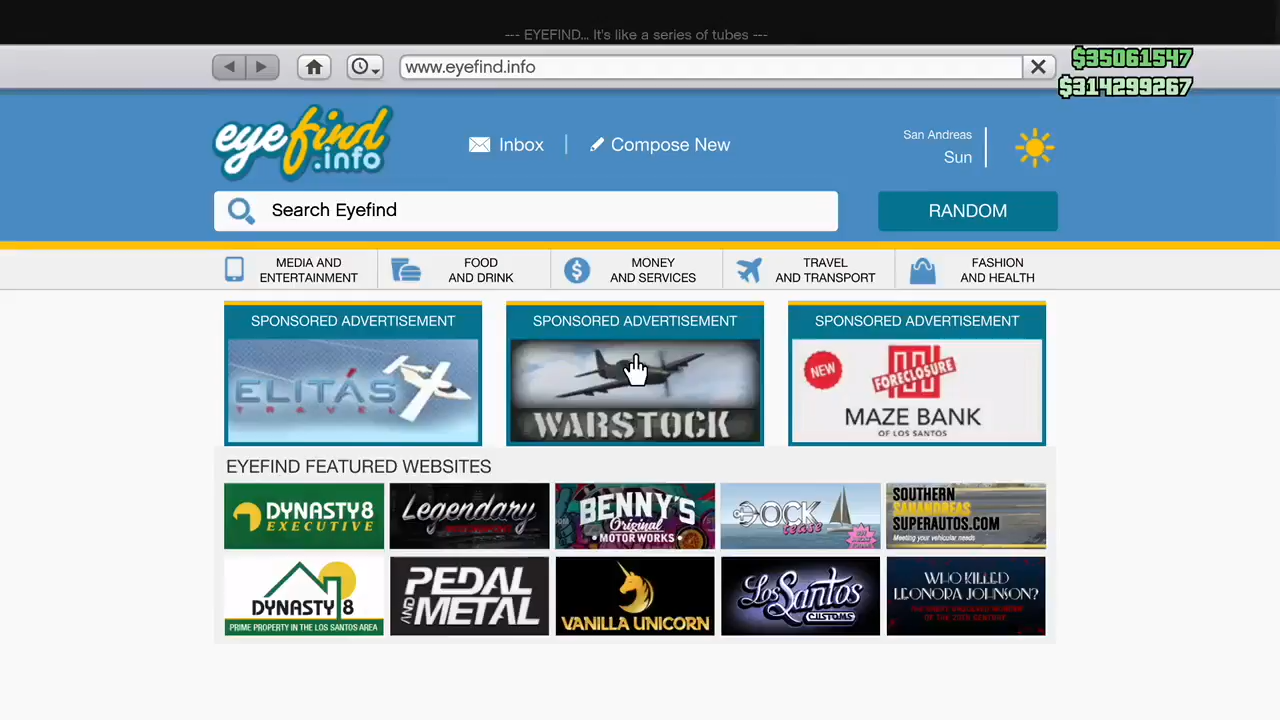 --- EYEFIND... It's like a series of tubes ---
www.eyefind.info
$35061547
$314299267
eyefind
.info
Inbox
Compose New
San Andreas
Sun
Search Eyefind
RANDOM
MEDIA AND
ENTERTAINMENT
FOOD
AND DRINK
MONEY
AND SERVICES
TRAVEL
AND TRANSPORT
FASHION
AND HEALTH
SPONSORED ADVERTISEMENT
ELITÁS
TRAVEL
SPONSORED ADVERTISEMENT
WARSTOCK
SPONSORED ADVERTISEMENT
NEW
FORECLOSURE
MAZE BANK
OF LOS SANTOS
EYEFIND FEATURED WEBSITES
DYNASTY 8
EXECUTIVE
Legendary
BENNY'S
Original
MOTOR WORKS
DOCK
tease
SOUTHERN
SANANDREAS
SUPERAUTOS.COM
Meeting your vehicular needs
DYNASTY 8
PRIME PROPERTY IN THE LOS SANTOS AREA
PEDAL
AND METAL
VANILLA UNICORN
Los Santos
CUSTOMS
WHO KILLED
LEONORA JOHNSON?